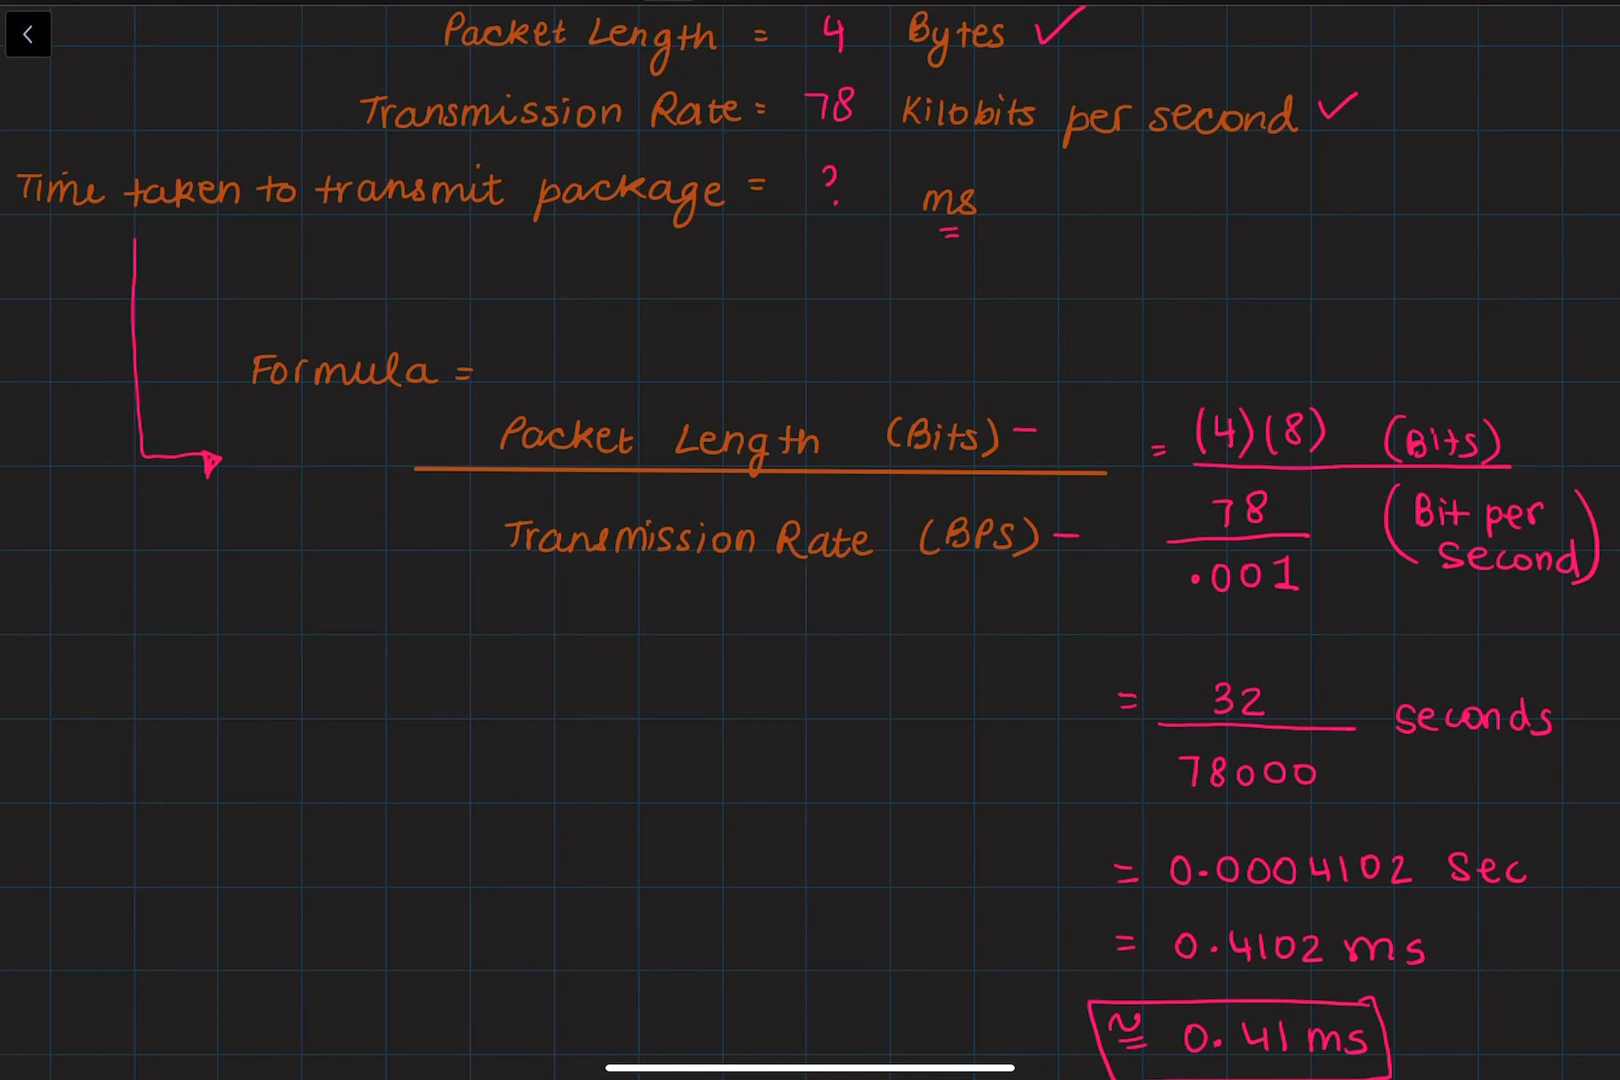 Packet Length = 4 Bytes ✓
Transmission Rate = 78 Kilobits per second ✓
Time taken to transmit package = ? ms
Formula =
Packet Length (Bits) - = (4)(8) (Bits)
Transmission Rate (BPS) - 78 (Bit per second)
.001
= 32 seconds
78000
= 0.0004102 Sec
= 0.4102 ms
≅ 0.41 ms